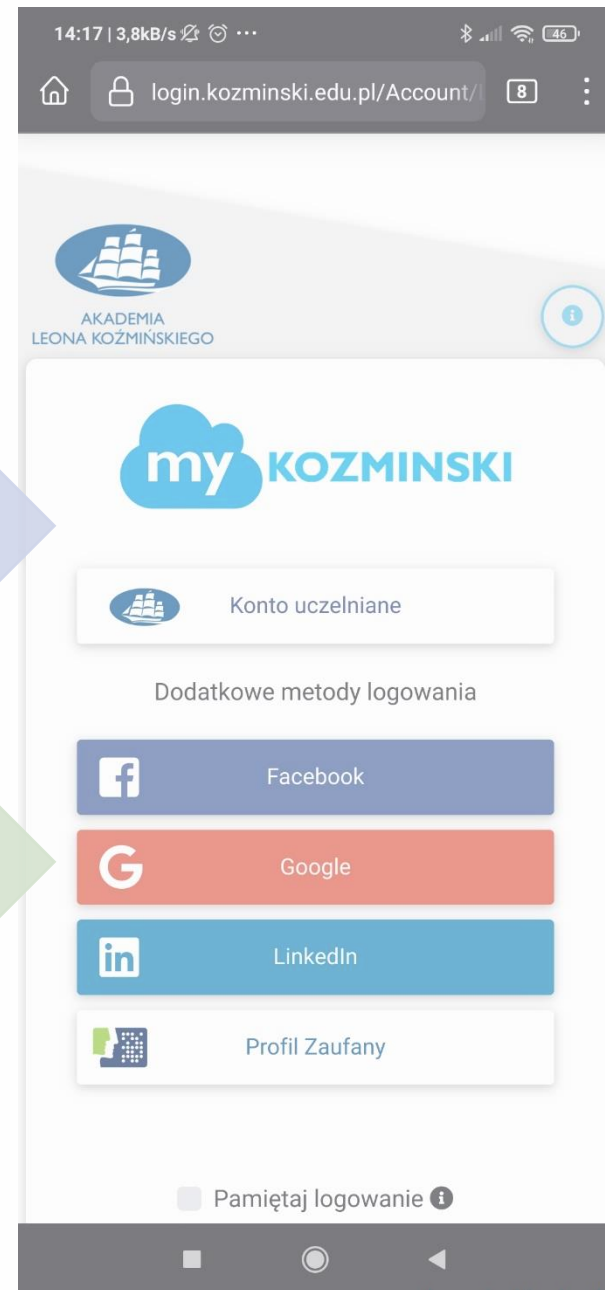 14:17 | 3,8kB/s ...
46
login.kozminski.edu.pl/Account/
8
AKADEMIA
LEONA KOŹMIŃSKIEGO
my KOZMINSKI
Konto uczelniane
Dodatkowe metody logowania
Facebook
G Google
in LinkedIn
Profil Zaufany
Pamiętaj logowanie